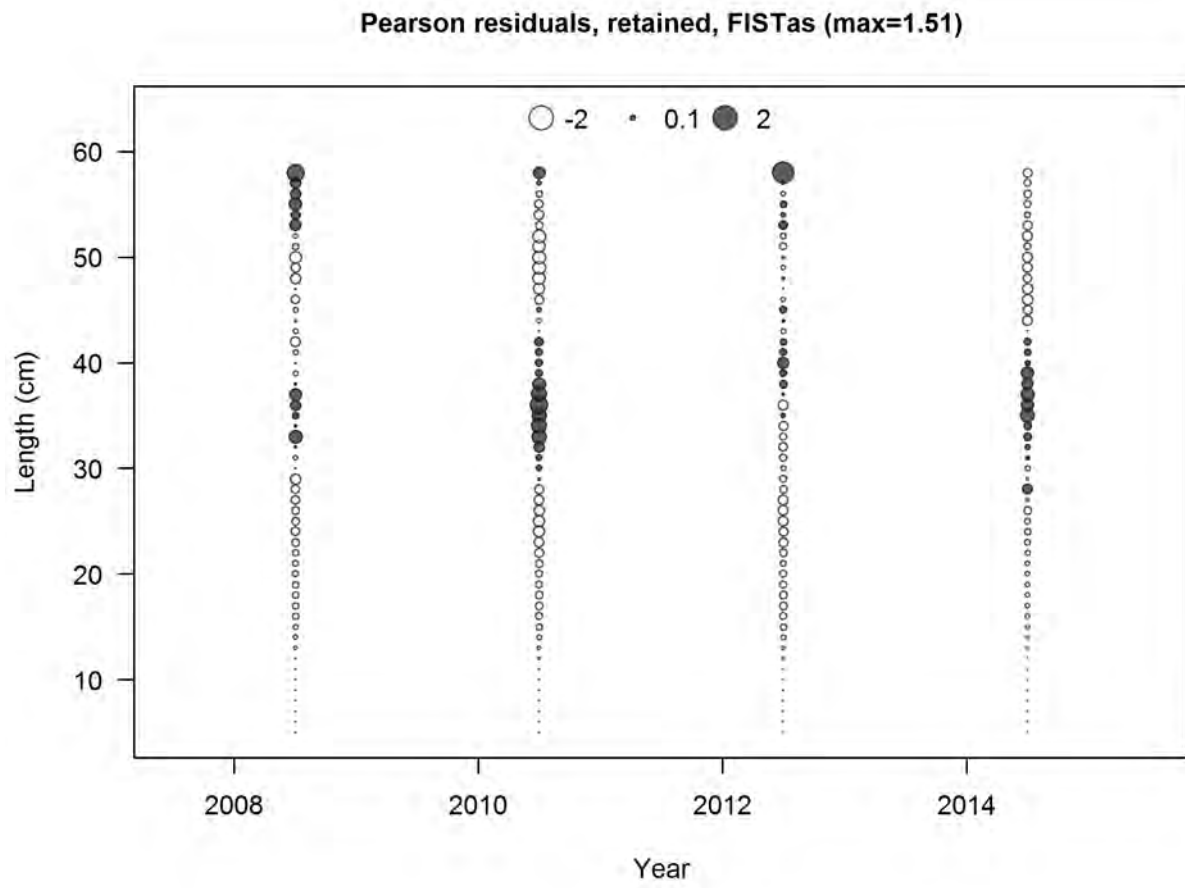 Pearson residuals, retained, FISTas (max=1.51)
-2 0.1 2
60
50
40
30
20
10
Length (cm)
2008 2010 2012 2014
Year